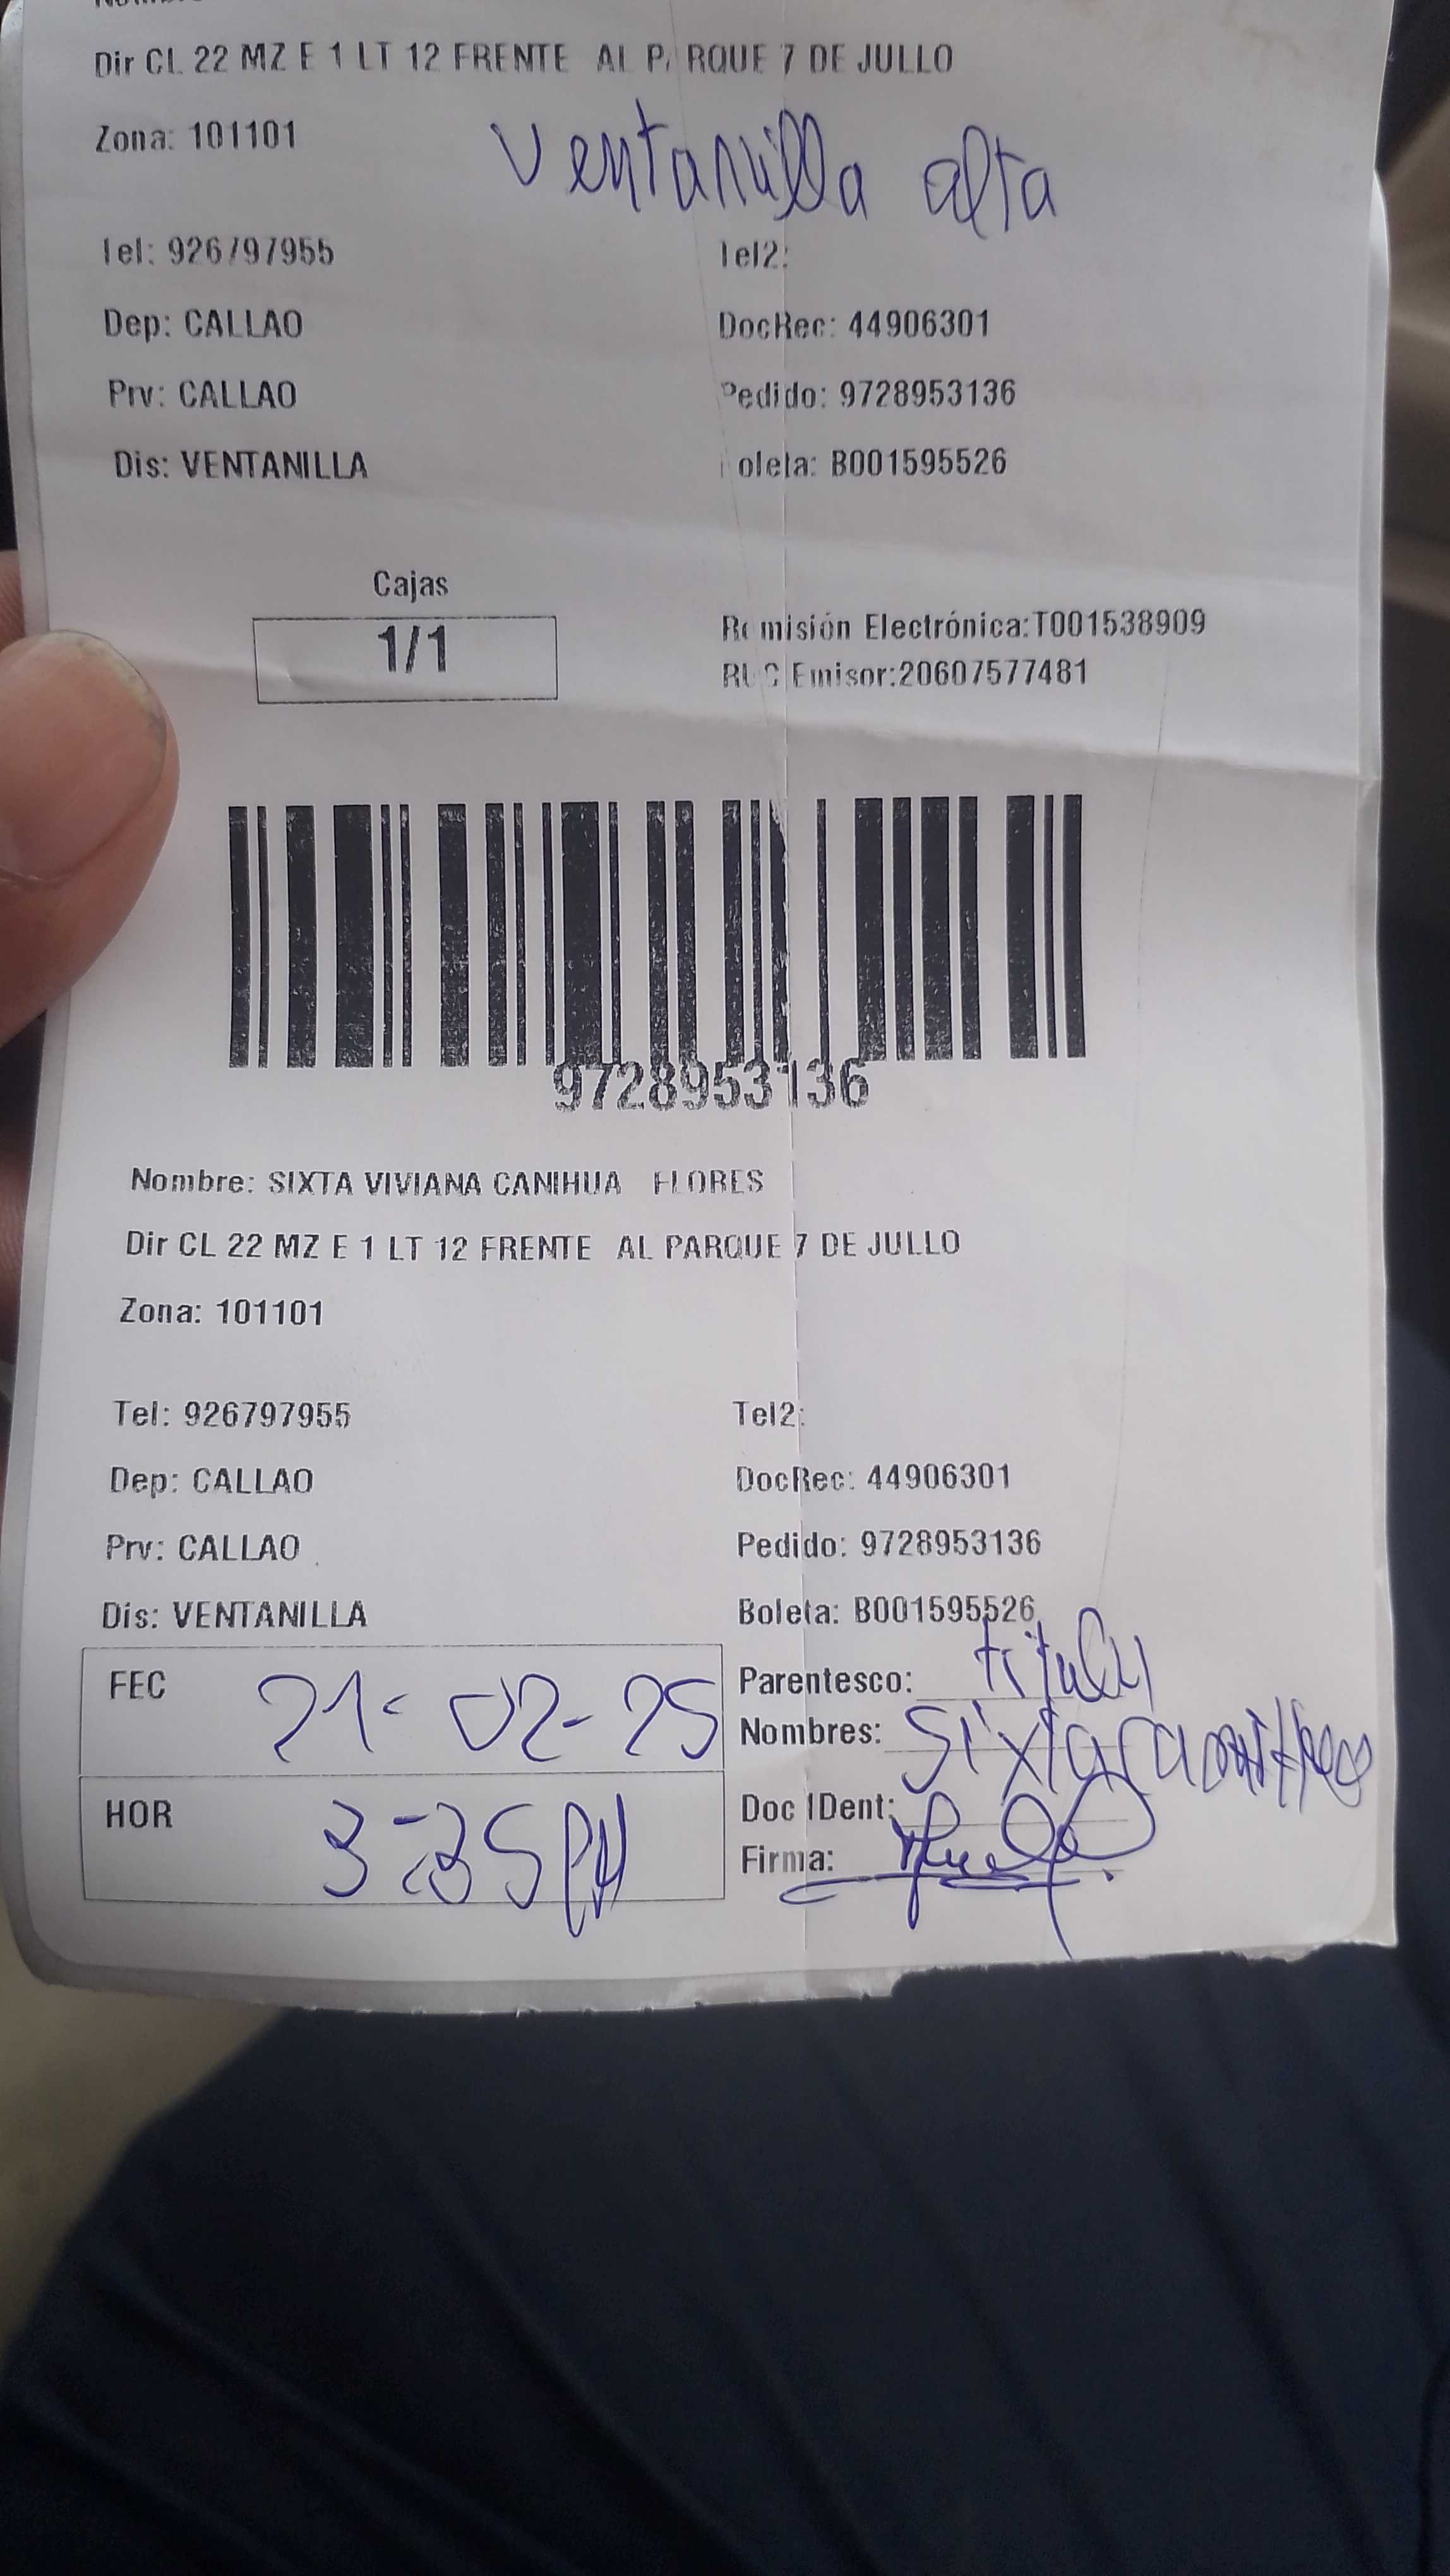 Dir CL 22 MZ E 1 LT 12 FRENTE AL PARQUE 7 DE JULLO
Zona: 101101
Ventanilla alta
Tel: 926797955 Tel2:
Dep: CALLAO DocRec: 44906301
Prv: CALLAO Pedido: 9728953136
Dis: VENTANILLA Boleta: B001595526
Cajas
1/1
Remisión Electrónica:T001538909
RUC Emisor:20607577481
9728953136
Nombre: SIXTA VIVIANA CANIHUA FLORES
Dir CL 22 MZ E 1 LT 12 FRENTE AL PARQUE 7 DE JULLO
Zona: 101101
Tel: 926797955 Tel2:
Dep: CALLAO DocRec: 44906301
Prv: CALLAO Pedido: 9728953136
Dis: VENTANILLA Boleta: B001595526
FEC 21-02-25
Parentesco:
Nombres:
HOR 3:35 PM
Doc IDent:
Firma: